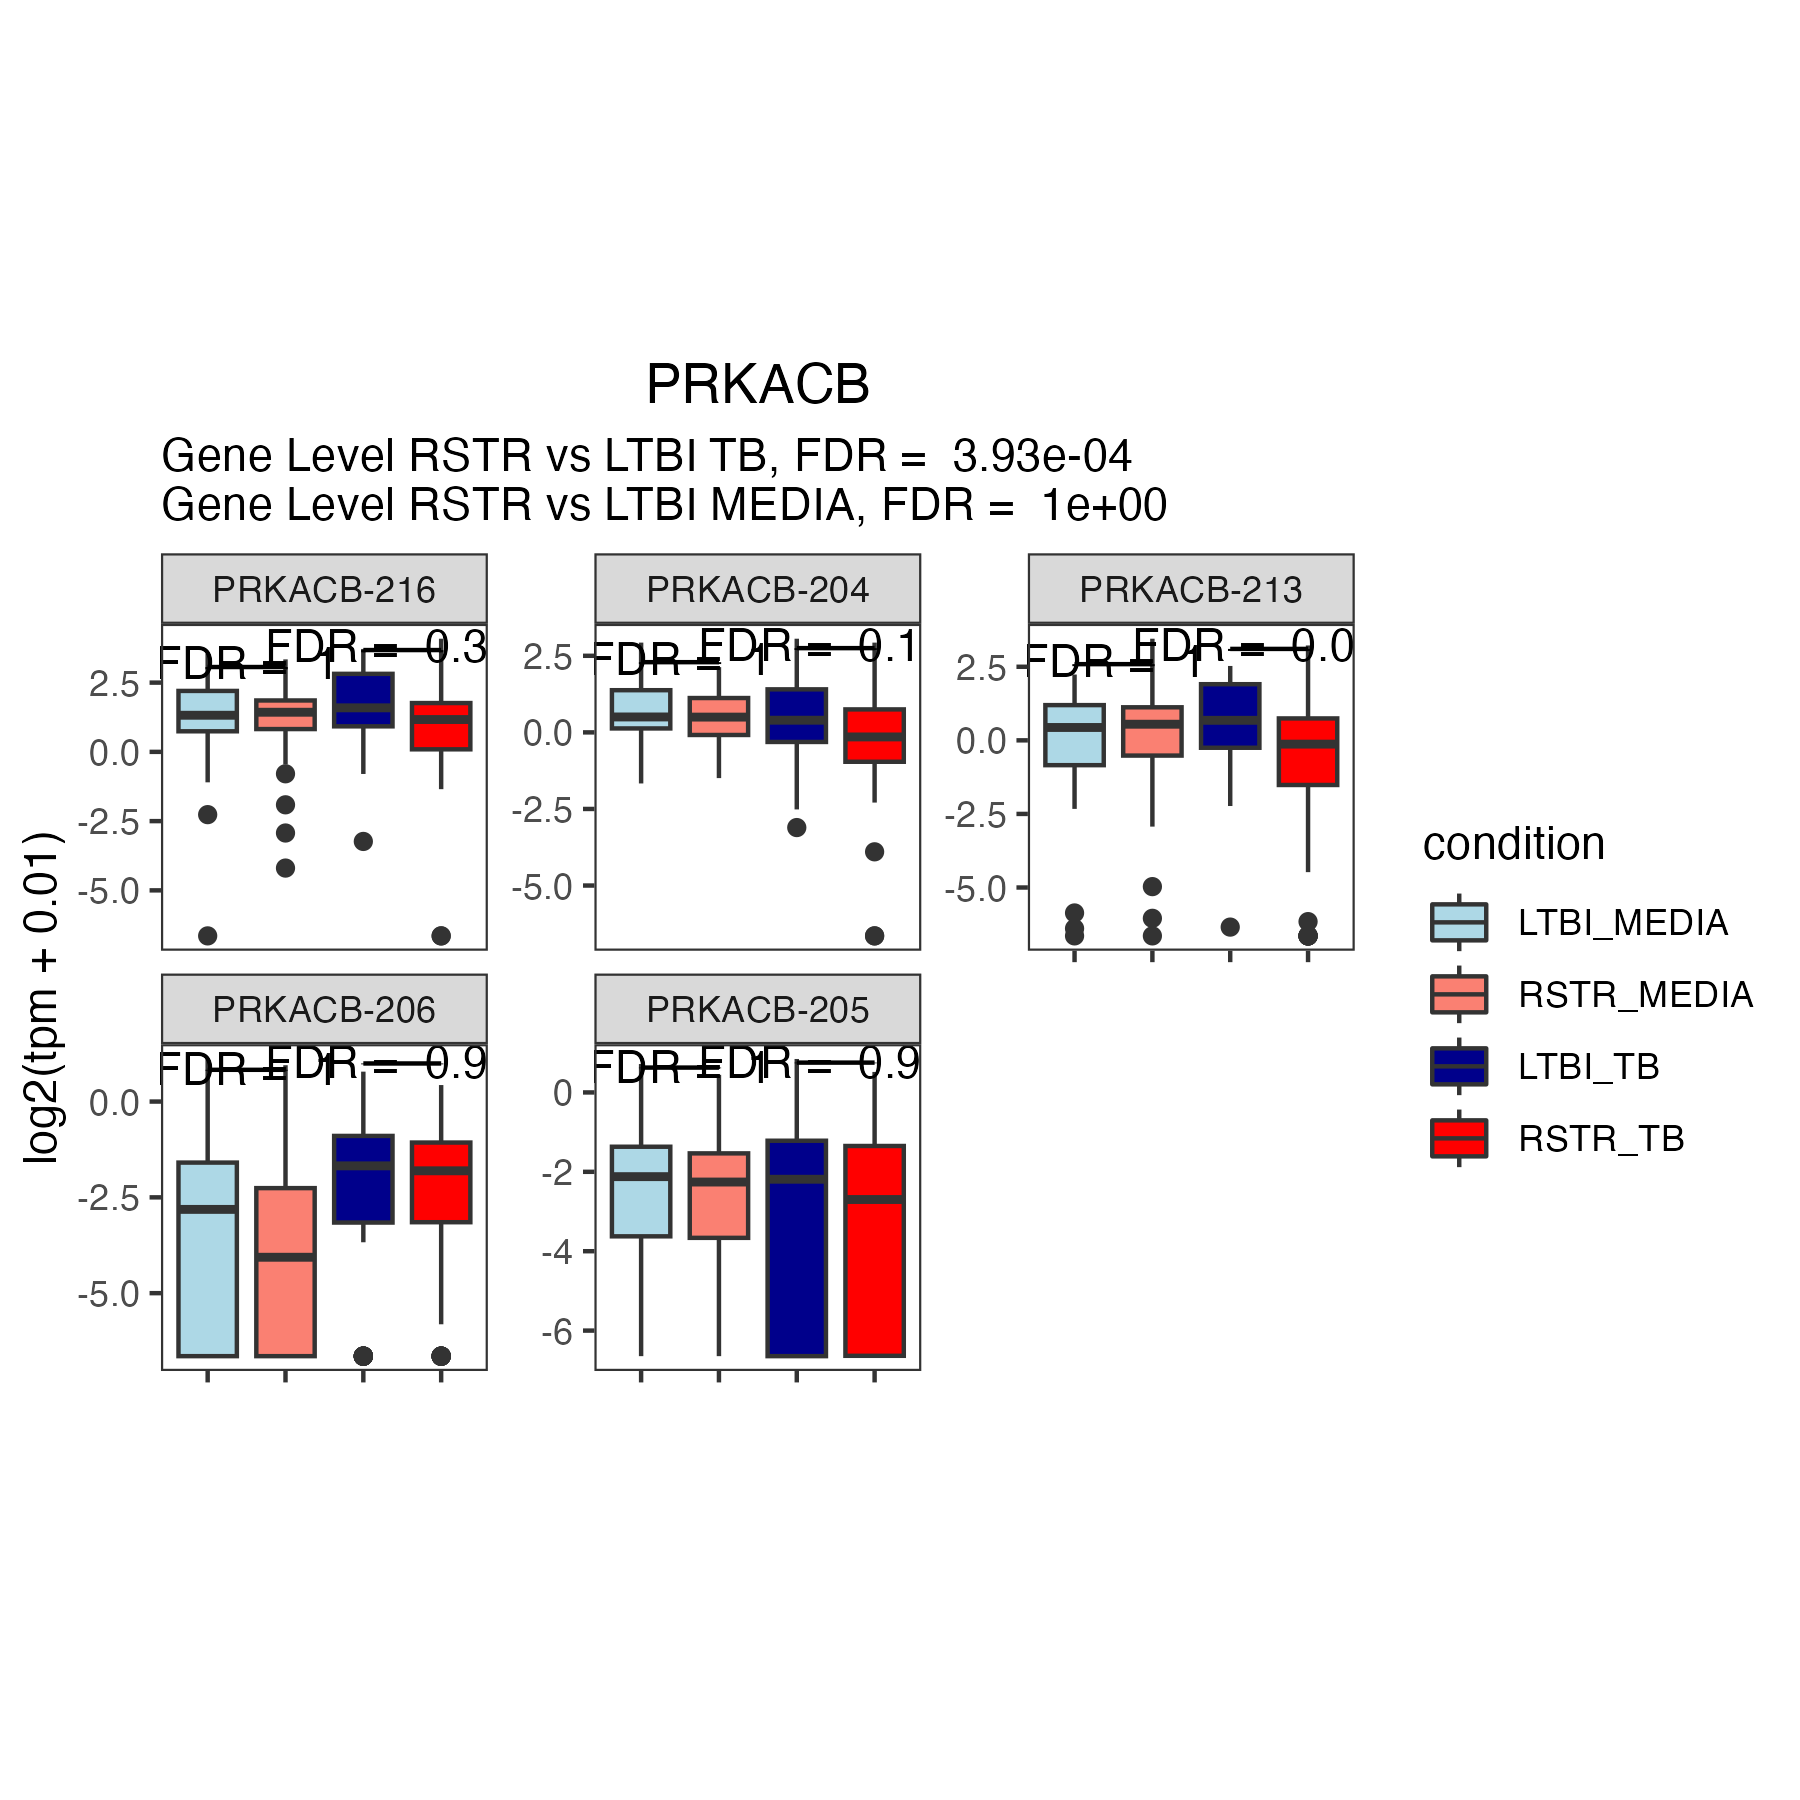 PRKACB
Gene Level RSTR vs LTBI TB, FDR = 3.93e-04
Gene Level RSTR vs LTBI MEDIA, FDR = 1e+00
PRKACB-216
FDR = 1
FDR = 0.3
2.5
0.0
-2.5
-5.0
PRKACB-204
FDR = 1
FDR = 0.1
2.5
0.0
-2.5
-5.0
PRKACB-213
FDR = 1
FDR = 0.0
2.5
0.0
-2.5
-5.0
PRKACB-206
FDR = 1
FDR = 0.9
0.0
-2.5
-5.0
PRKACB-205
FDR = 1
FDR = 0.9
0
-2
-4
-6
log2(tpm + 0.01)
condition
LTBI_MEDIA
RSTR_MEDIA
LTBI_TB
RSTR_TB